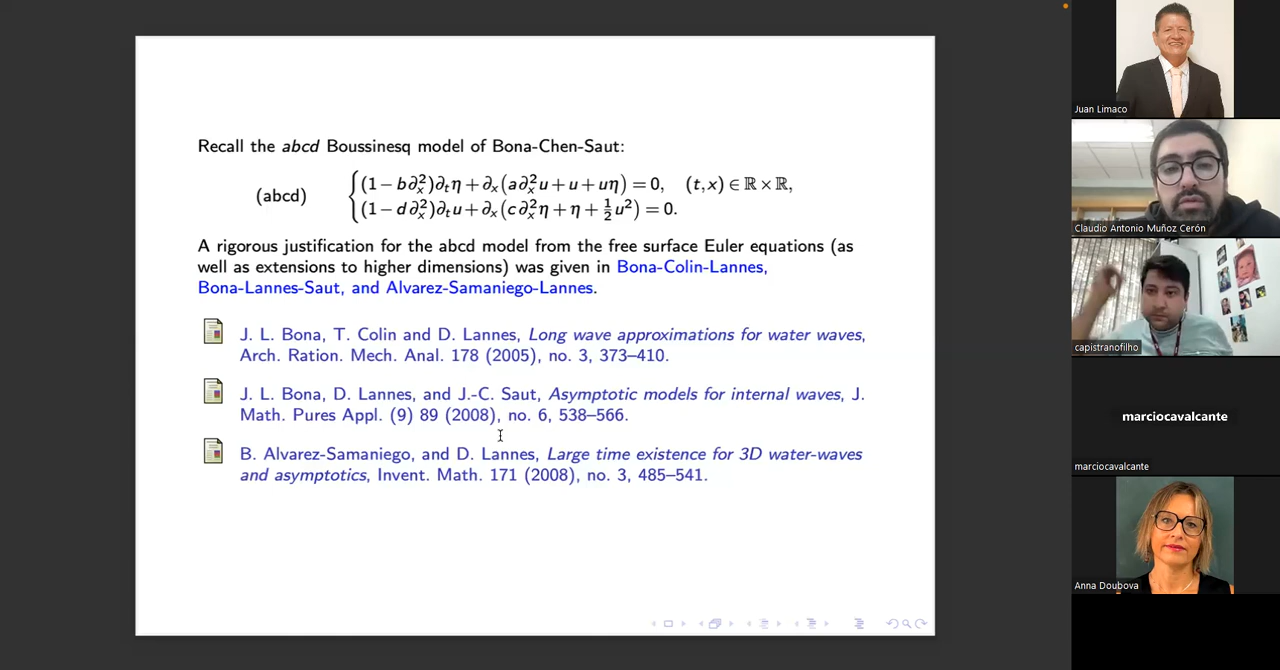 Recall the abcd Boussinesq model of Bona-Chen-Saut:
(abcd) { (1 − b∂ₓ²)∂ₜη + ∂ₓ(a∂ₓ²u + u + uη) = 0, (t, x) ∈ ℝ × ℝ,
(1 − d∂ₓ²)∂ₜu + ∂ₓ(c∂ₓ²η + η + ½u²) = 0.
A rigorous justification for the abcd model from the free surface Euler equations (as
well as extensions to higher dimensions) was given in Bona-Colin-Lannes,
Bona-Lannes-Saut, and Alvarez-Samaniego-Lannes.
J. L. Bona, T. Colin and D. Lannes, Long wave approximations for water waves,
Arch. Ration. Mech. Anal. 178 (2005), no. 3, 373–410.
J. L. Bona, D. Lannes, and J.-C. Saut, Asymptotic models for internal waves, J.
Math. Pures Appl. (9) 89 (2008), no. 6, 538–566.
B. Alvarez-Samaniego, and D. Lannes, Large time existence for 3D water-waves
and asymptotics, Invent. Math. 171 (2008), no. 3, 485–541.
Juan Limaco
Claudio Antonio Muñoz Cerón
capistranofilho
marciocavalcante
marciocavalcante
Anna Doubova